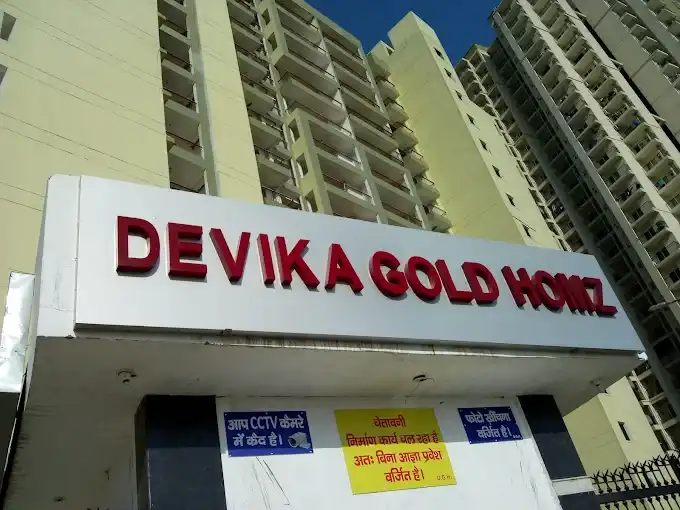 DEVIKA GOLD HOMZ
आप CCTV कैमरे
में कैद है।
चेतावनी
निर्माण कार्य चल रहा है
अतः बिना आज्ञा प्रवेश
वर्जित है।
D.G.H.
फोटो खींचना
वर्जित है।